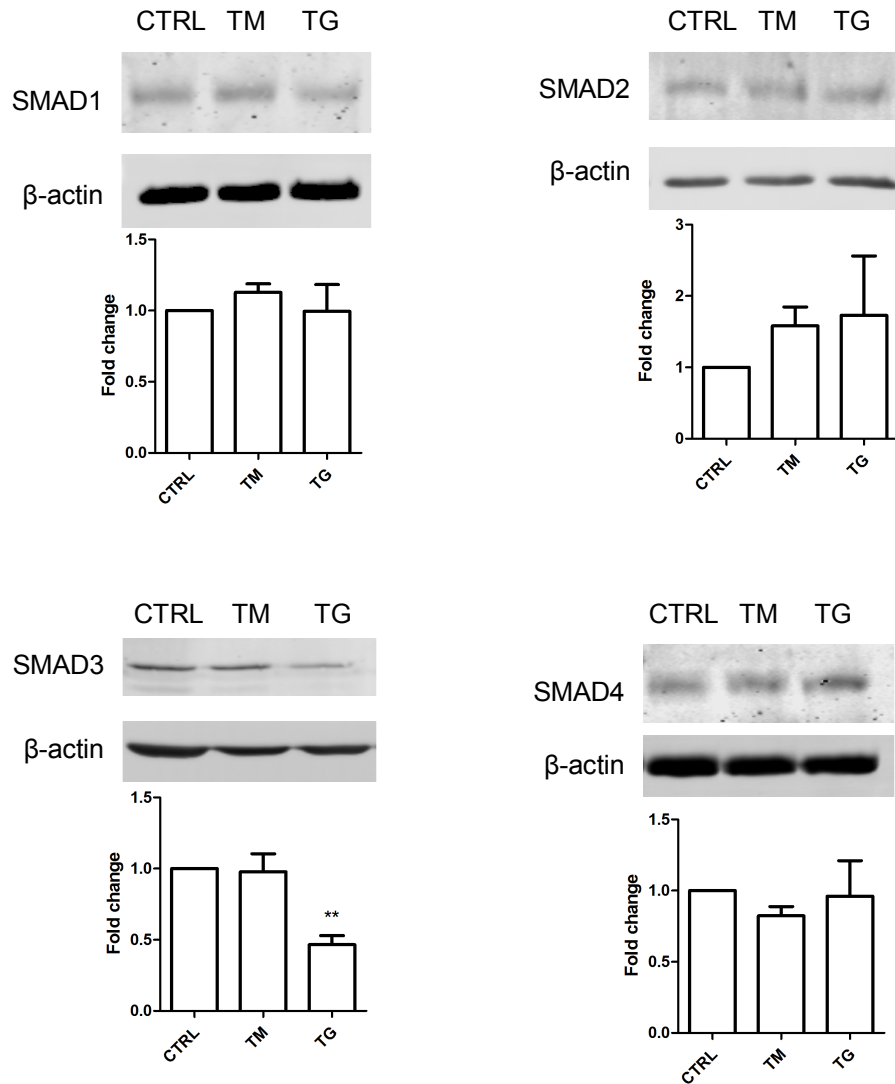 CTRL TM TG
SMAD1
β-actin
1.5
1.0
0.5
0.0
Fold change
CTRL TM TG
CTRL TM TG
SMAD2
β-actin
3
2
1
0
Fold change
CTRL TM TG
CTRL TM TG
SMAD3
β-actin
1.5
1.0
0.5
0.0
Fold change
**
CTRL TM TG
CTRL TM TG
SMAD4
β-actin
1.5
1.0
0.5
0.0
Fold change
CTRL TM TG